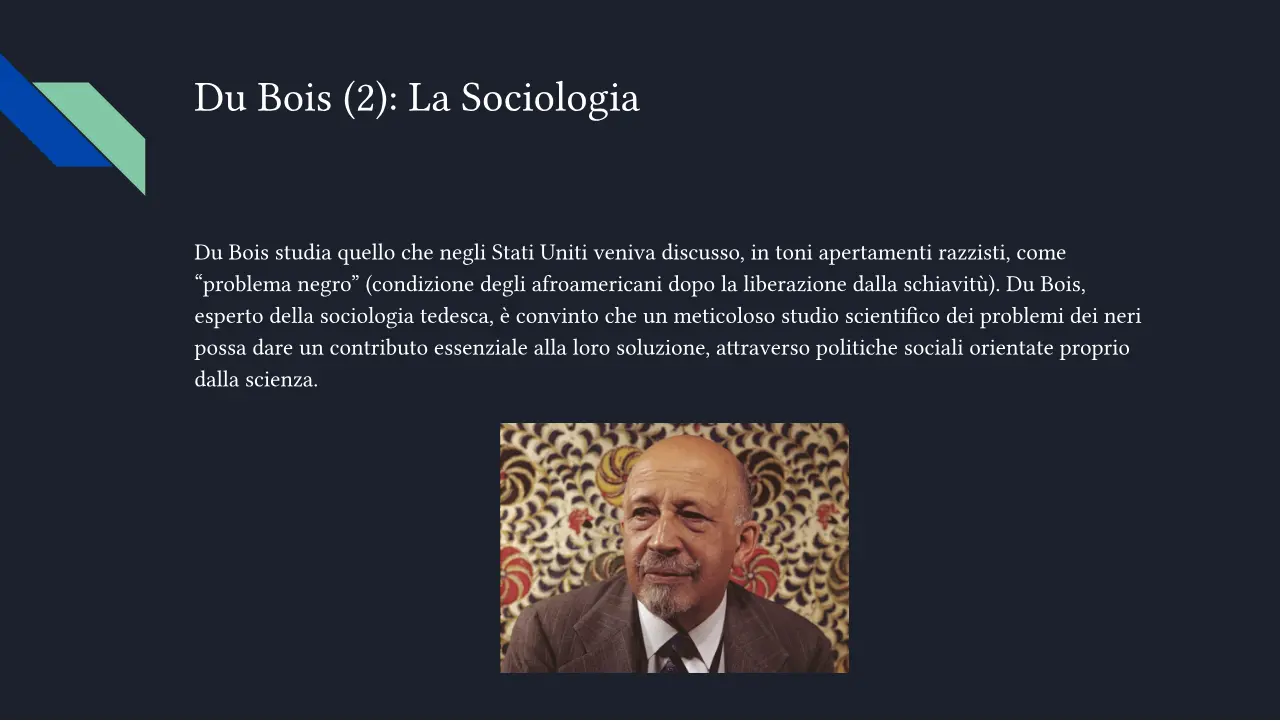 Du Bois (2): La Sociologia
Du Bois studia quello che negli Stati Uniti veniva discusso, in toni apertamenti razzisti, come
“problema negro” (condizione degli afroamericani dopo la liberazione dalla schiavitù). Du Bois,
esperto della sociologia tedesca, è convinto che un meticoloso studio scientifico dei problemi dei neri
possa dare un contributo essenziale alla loro soluzione, attraverso politiche sociali orientate proprio
dalla scienza.